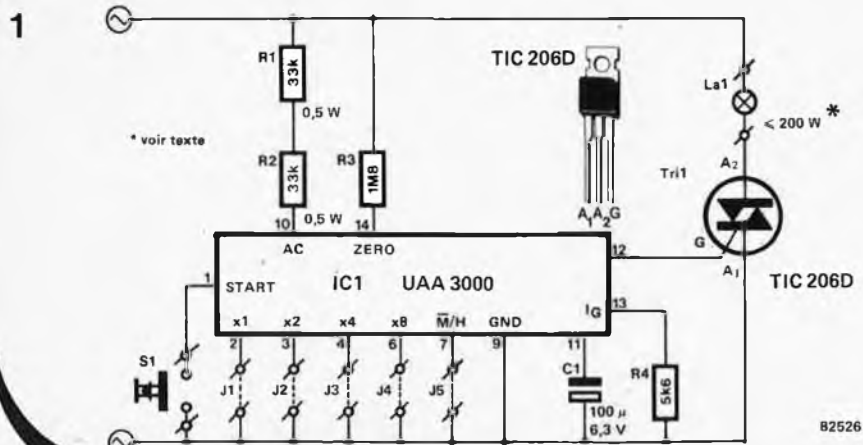 1
R1
33k
0,5 W
* voir texte
R2
33k
0,5 W
R3
1M8
TIC 206D
A1 A2 G
La1
≤ 200 W *
A2
Tri1
G
A1
TIC 206D
10
14
AC
ZERO
12
1
START
IC1
UAA 3000
IG
13
x1
x2
x4
x8
M̅/H
GND
2
3
4
6
7
9
11
S1
J1
J2
J3
J4
J5
C1
100 µ
6,3 V
R4
5k6
82526